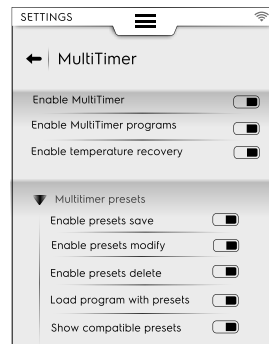 SETTINGS
MultiTimer
Enable MultiTimer
Enable MultiTimer programs
Enable temperature recovery
Multitimer presets
Enable presets save
Enable presets modify
Enable presets delete
Load program with presets
Show compatible presets